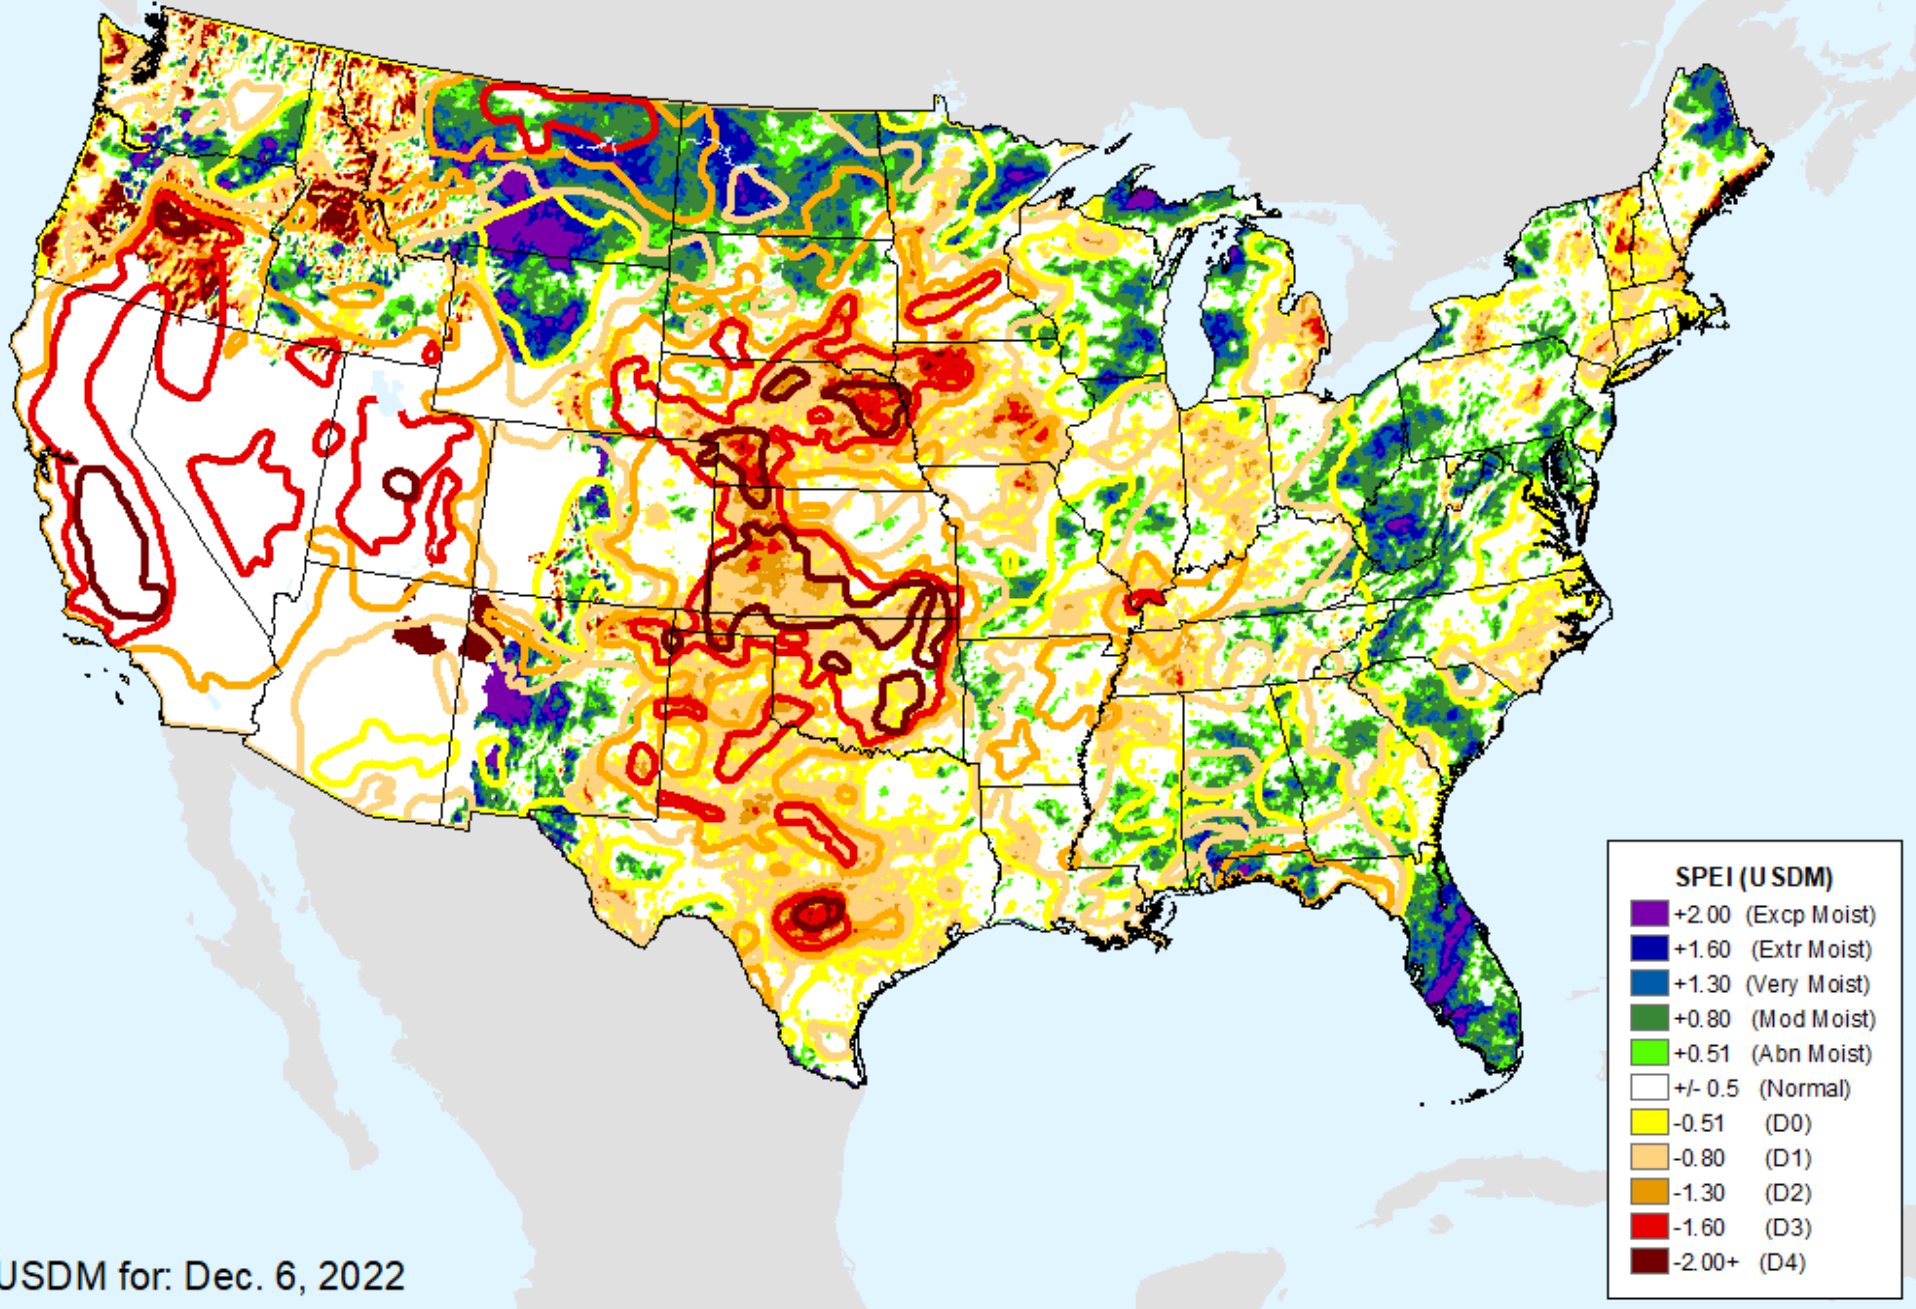 SPEI (USDM)
+2.00 (Excp Moist)
+1.60 (Extr Moist)
+1.30 (Very Moist)
+0.80 (Mod Moist)
+0.51 (Abn Moist)
+/- 0.5 (Normal)
-0.51 (D0)
-0.80 (D1)
-1.30 (D2)
-1.60 (D3)
-2.00+ (D4)
USDM for: Dec. 6, 2022